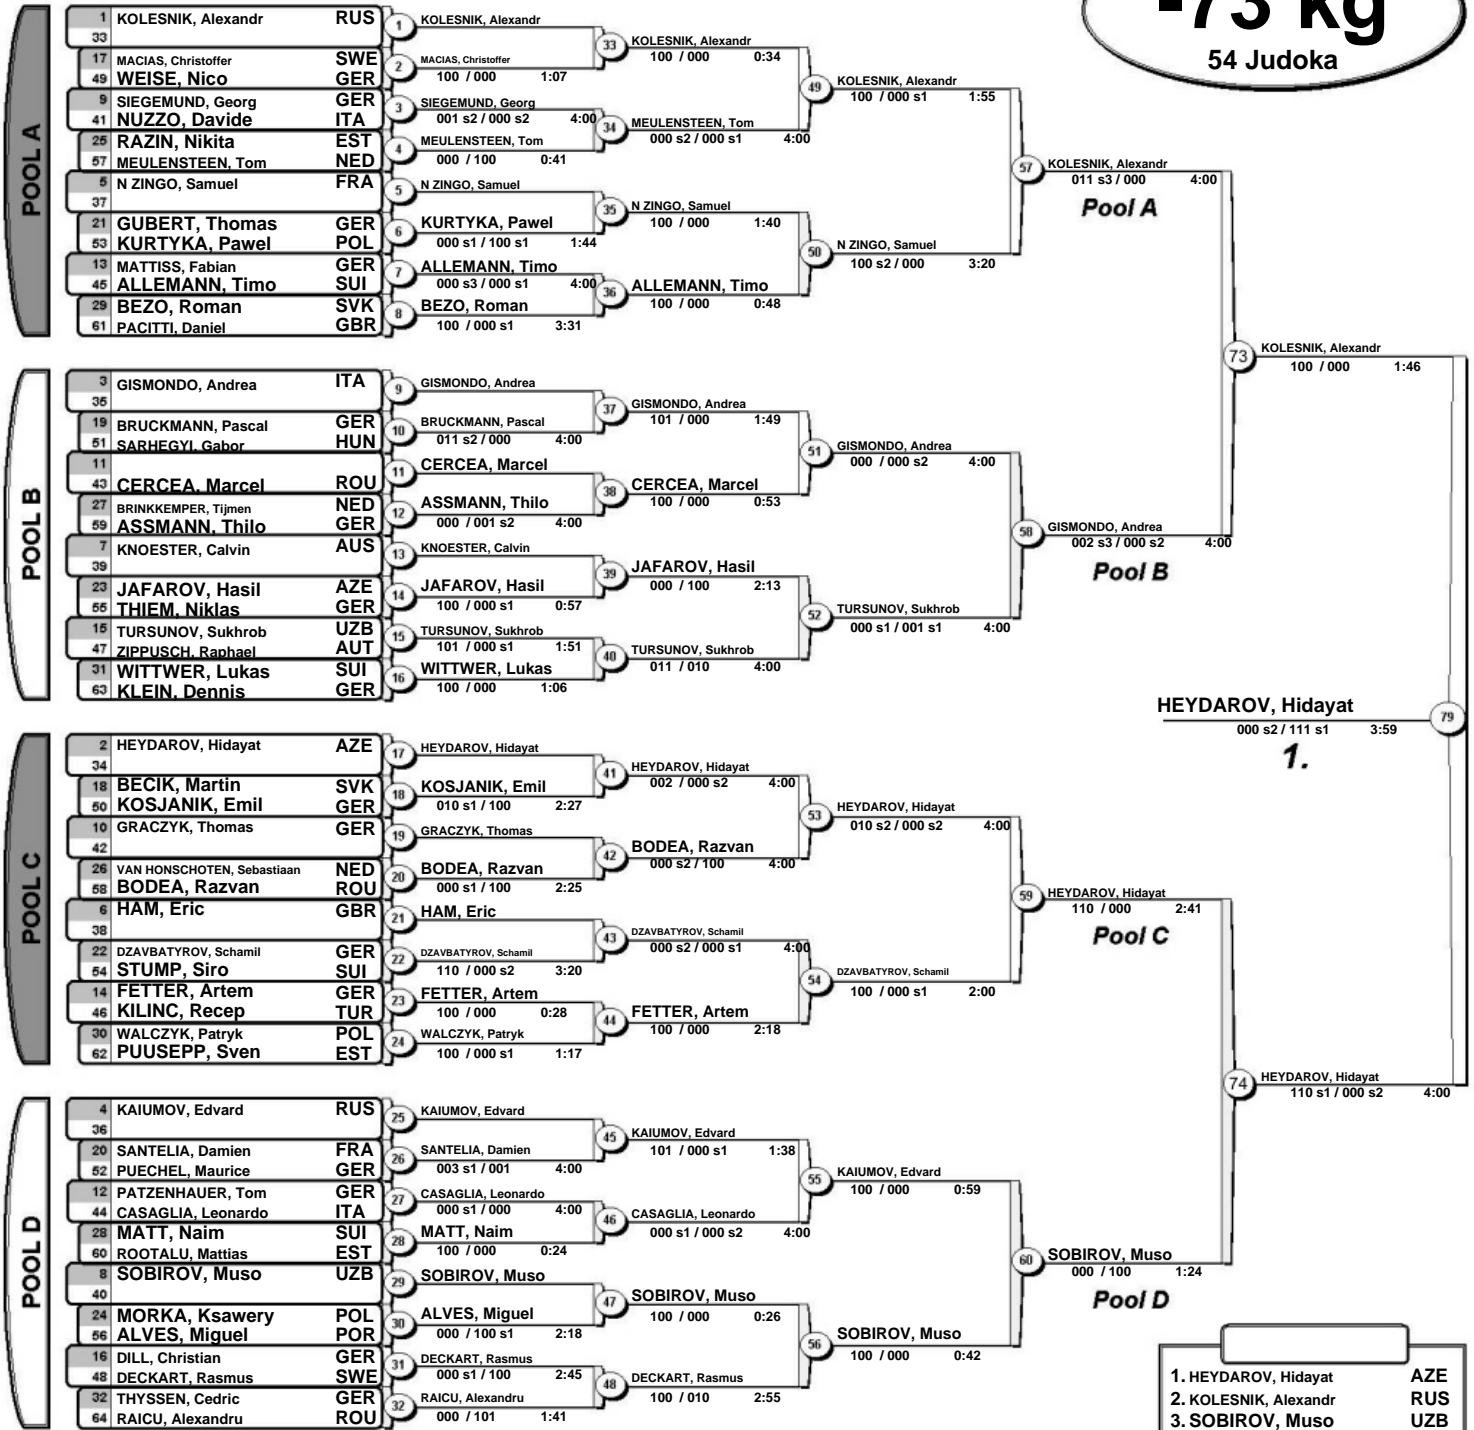 -73 kg
54 Judoka
POOL A
1 KOLESNIK, Alexandr RUS
33
17 MACIAS, Christoffer SWE
49 WEISE, Nico GER
9 SIEGEMUND, Georg GER
41 NUZZO, Davide ITA
25 RAZIN, Nikita EST
57 MEULENSTEEN, Tom NED
5 N ZINGO, Samuel FRA
37
21 GUBERT, Thomas GER
53 KURTYKA, Pawel POL
13 MATTISS, Fabian GER
45 ALLEMANN, Timo SUI
29 BEZO, Roman SVK
61 PACITTI, Daniel GBR
1 KOLESNIK, Alexandr
2 MACIAS, Christoffer
100 / 000 1:07
3 SIEGEMUND, Georg
001 s2 / 000 s2 4:00
4 MEULENSTEEN, Tom
000 / 100 0:41
5 N ZINGO, Samuel
6 KURTYKA, Pawel
000 s1 / 100 s1 1:44
7 ALLEMANN, Timo
000 s3 / 000 s1 4:00
8 BEZO, Roman
100 / 000 s1 3:31
33 KOLESNIK, Alexandr
100 / 000 0:34
34 MEULENSTEEN, Tom
000 s2 / 000 s1 4:00
35 N ZINGO, Samuel
100 / 000 1:40
36 ALLEMANN, Timo
100 / 000 0:48
49 KOLESNIK, Alexandr
100 / 000 s1 1:55
50 N ZINGO, Samuel
100 s2 / 000 3:20
57 KOLESNIK, Alexandr
011 s3 / 000 4:00
Pool A
POOL B
3 GISMONDO, Andrea ITA
35
19 BRUCKMANN, Pascal GER
51 SARHEGYI, Gabor HUN
11
43 CERCEA, Marcel ROU
27 BRINKKEMPER, Tijmen NED
59 ASSMANN, Thilo GER
7 KNOESTER, Calvin AUS
39
23 JAFAROV, Hasil AZE
55 THIEM, Niklas GER
15 TURSUNOV, Sukhrob UZB
47 ZIPPUSCH, Raphael AUT
31 WITTWER, Lukas SUI
63 KLEIN, Dennis GER
9 GISMONDO, Andrea
10 BRUCKMANN, Pascal
011 s2 / 000 4:00
11 CERCEA, Marcel
12 ASSMANN, Thilo
000 / 001 s2 4:00
13 KNOESTER, Calvin
14 JAFAROV, Hasil
100 / 000 s1 0:57
15 TURSUNOV, Sukhrob
101 / 000 s1 1:51
16 WITTWER, Lukas
100 / 000 1:06
37 GISMONDO, Andrea
101 / 000 1:49
38 CERCEA, Marcel
100 / 000 0:53
39 JAFAROV, Hasil
000 / 100 2:13
40 TURSUNOV, Sukhrob
011 / 010 4:00
51 GISMONDO, Andrea
000 / 000 s2 4:00
52 TURSUNOV, Sukhrob
000 s1 / 001 s1 4:00
58 GISMONDO, Andrea
002 s3 / 000 s2 4:00
Pool B
73 KOLESNIK, Alexandr
100 / 000 1:46
HEYDAROV, Hidayat 79
000 s2 / 111 s1 3:59
1.
POOL C
2 HEYDAROV, Hidayat AZE
34
18 BECIK, Martin SVK
50 KOSJANIK, Emil GER
10 GRACZYK, Thomas GER
42
26 VAN HONSCHOTEN, Sebastiaan NED
58 BODEA, Razvan ROU
6 HAM, Eric GBR
38
22 DZAVBATYROV, Schamil GER
54 STUMP, Siro SUI
14 FETTER, Artem GER
46 KILINC, Recep TUR
30 WALCZYK, Patryk POL
62 PUUSEPP, Sven EST
17 HEYDAROV, Hidayat
18 KOSJANIK, Emil
010 s1 / 100 2:27
19 GRACZYK, Thomas
20 BODEA, Razvan
000 s1 / 100 2:25
21 HAM, Eric
22 DZAVBATYROV, Schamil
110 / 000 s2 3:20
23 FETTER, Artem
100 / 000 0:28
24 WALCZYK, Patryk
100 / 000 s1 1:17
41 HEYDAROV, Hidayat
002 / 000 s2 4:00
42 BODEA, Razvan
000 s2 / 100 4:00
43 DZAVBATYROV, Schamil
000 s2 / 000 s1 4:00
44 FETTER, Artem
100 / 000 2:18
53 HEYDAROV, Hidayat
010 s2 / 000 s2 4:00
54 DZAVBATYROV, Schamil
100 / 000 s1 2:00
59 HEYDAROV, Hidayat
110 / 000 2:41
Pool C
POOL D
4 KAIUMOV, Edvard RUS
36
20 SANTELIA, Damien FRA
52 PUECHEL, Maurice GER
12 PATZENHAUER, Tom GER
44 CASAGLIA, Leonardo ITA
28 MATT, Naim SUI
60 ROOTALU, Mattias EST
8 SOBIROV, Muso UZB
40
24 MORKA, Ksawery POL
56 ALVES, Miguel POR
16 DILL, Christian GER
48 DECKART, Rasmus SWE
32 THYSSEN, Cedric GER
64 RAICU, Alexandru ROU
25 KAIUMOV, Edvard
26 SANTELIA, Damien
003 s1 / 001 4:00
27 CASAGLIA, Leonardo
000 s1 / 000 4:00
28 MATT, Naim
100 / 000 0:24
29 SOBIROV, Muso
30 ALVES, Miguel
000 / 100 s1 2:18
31 DECKART, Rasmus
000 s1 / 100 2:45
32 RAICU, Alexandru
000 / 101 1:41
45 KAIUMOV, Edvard
101 / 000 s1 1:38
46 CASAGLIA, Leonardo
000 s1 / 000 s2 4:00
47 SOBIROV, Muso
100 / 000 0:26
48 DECKART, Rasmus
100 / 010 2:55
55 KAIUMOV, Edvard
100 / 000 0:59
56 SOBIROV, Muso
100 / 000 0:42
60 SOBIROV, Muso
000 / 100 1:24
Pool D
74 HEYDAROV, Hidayat
110 s1 / 000 s2 4:00
1. HEYDAROV, Hidayat AZE
2. KOLESNIK, Alexandr RUS
3. SOBIROV, Muso UZB